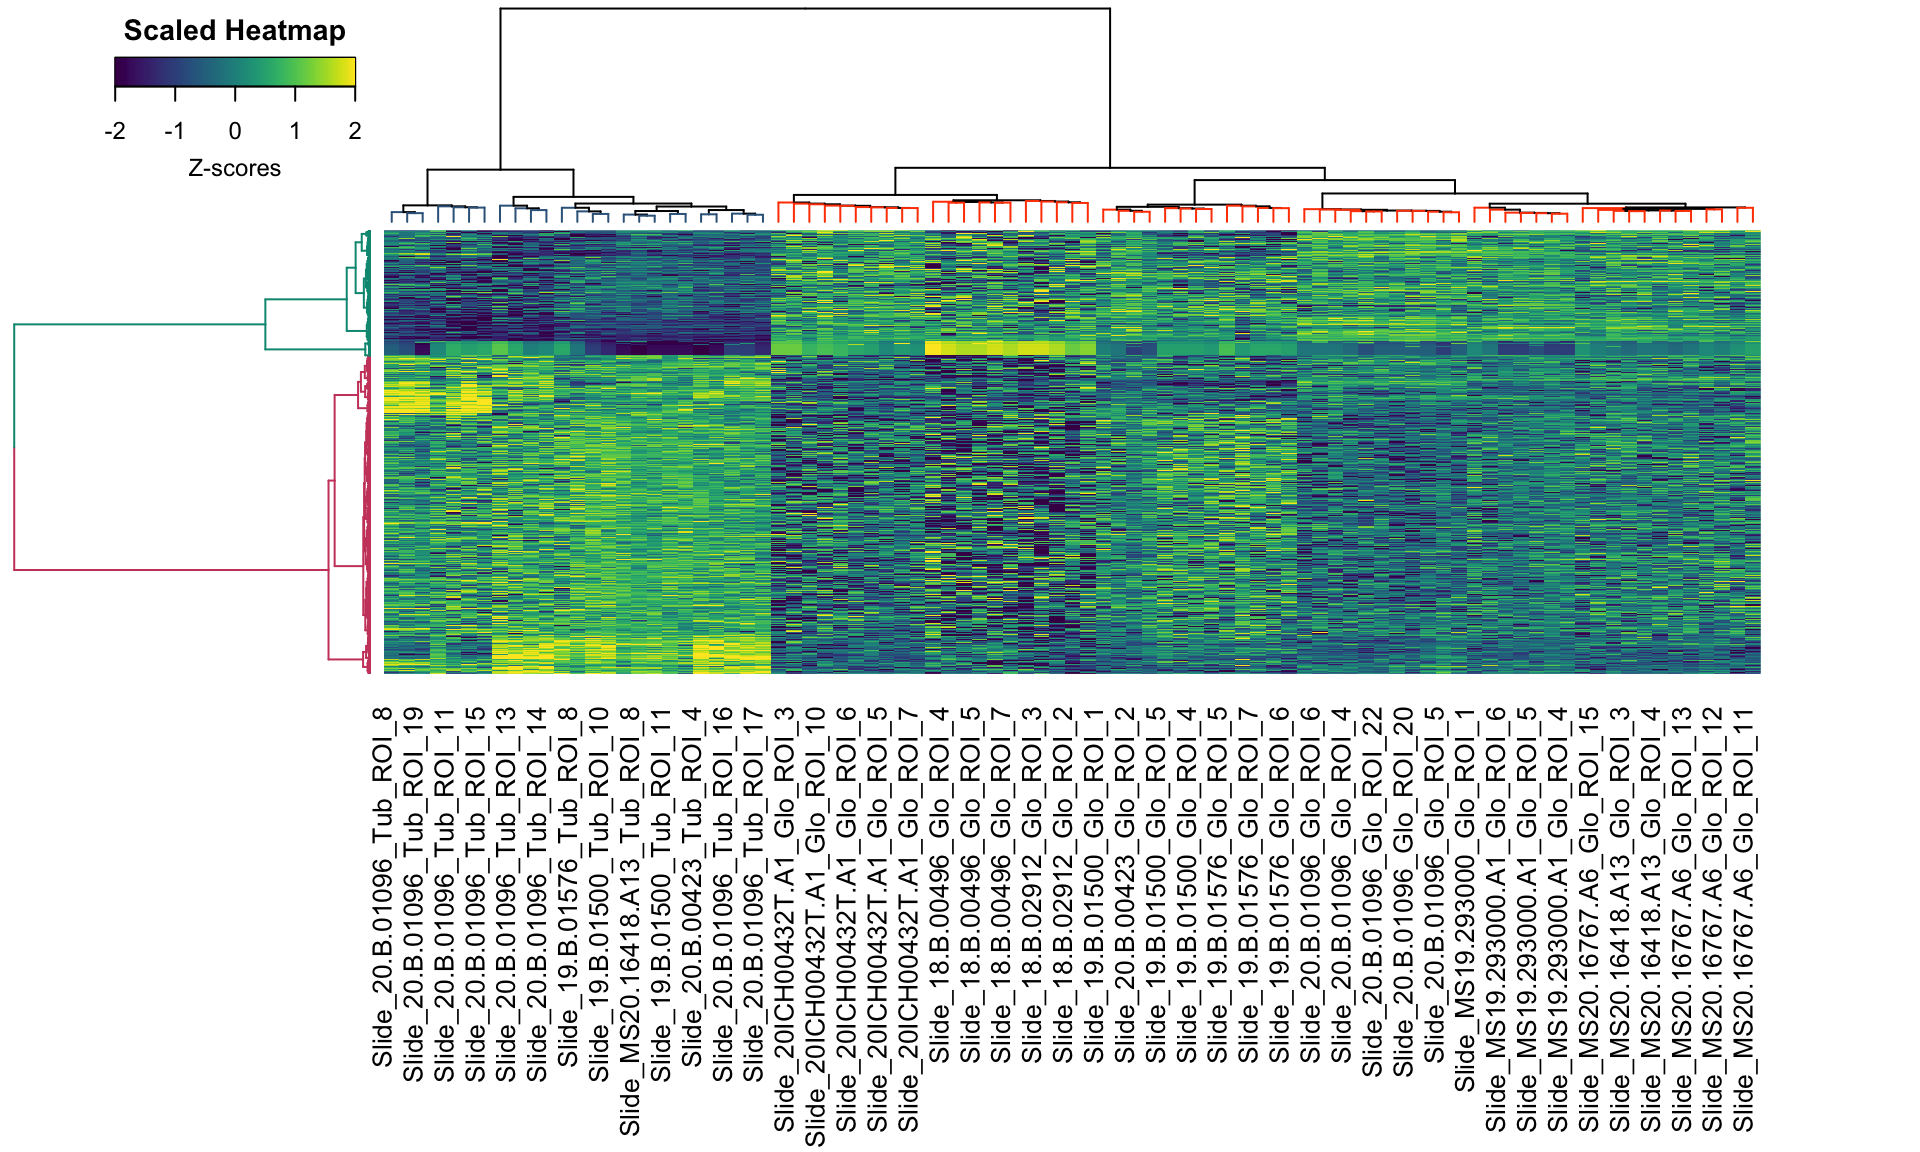 Scaled Heatmap
-2 -1 0 1 2
Z-scores
Slide_20.B.01096_Tub_ROI_8
Slide_20.B.01096_Tub_ROI_19
Slide_20.B.01096_Tub_ROI_11
Slide_20.B.01096_Tub_ROI_15
Slide_20.B.01096_Tub_ROI_13
Slide_20.B.01096_Tub_ROI_14
Slide_19.B.01576_Tub_ROI_8
Slide_19.B.01500_Tub_ROI_10
Slide_MS20.16418.A13_Tub_ROI_8
Slide_19.B.01500_Tub_ROI_11
Slide_20.B.00423_Tub_ROI_4
Slide_20.B.01096_Tub_ROI_16
Slide_20.B.01096_Tub_ROI_17
Slide_20ICH00432T.A1_Glo_ROI_3
Slide_20ICH00432T.A1_Glo_ROI_10
Slide_20ICH00432T.A1_Glo_ROI_6
Slide_20ICH00432T.A1_Glo_ROI_5
Slide_20ICH00432T.A1_Glo_ROI_7
Slide_18.B.00496_Glo_ROI_4
Slide_18.B.00496_Glo_ROI_5
Slide_18.B.00496_Glo_ROI_7
Slide_18.B.02912_Glo_ROI_3
Slide_18.B.02912_Glo_ROI_2
Slide_19.B.01500_Glo_ROI_1
Slide_20.B.00423_Glo_ROI_2
Slide_19.B.01500_Glo_ROI_5
Slide_19.B.01500_Glo_ROI_4
Slide_19.B.01576_Glo_ROI_5
Slide_19.B.01576_Glo_ROI_7
Slide_19.B.01576_Glo_ROI_6
Slide_20.B.01096_Glo_ROI_6
Slide_20.B.01096_Glo_ROI_4
Slide_20.B.01096_Glo_ROI_22
Slide_20.B.01096_Glo_ROI_20
Slide_20.B.01096_Glo_ROI_5
Slide_MS19.293000_Glo_ROI_1
Slide_MS19.293000.A1_Glo_ROI_6
Slide_MS19.293000.A1_Glo_ROI_5
Slide_MS19.293000.A1_Glo_ROI_4
Slide_MS20.16767.A6_Glo_ROI_15
Slide_MS20.16418.A13_Glo_ROI_3
Slide_MS20.16418.A13_Glo_ROI_4
Slide_MS20.16767.A6_Glo_ROI_13
Slide_MS20.16767.A6_Glo_ROI_12
Slide_MS20.16767.A6_Glo_ROI_11